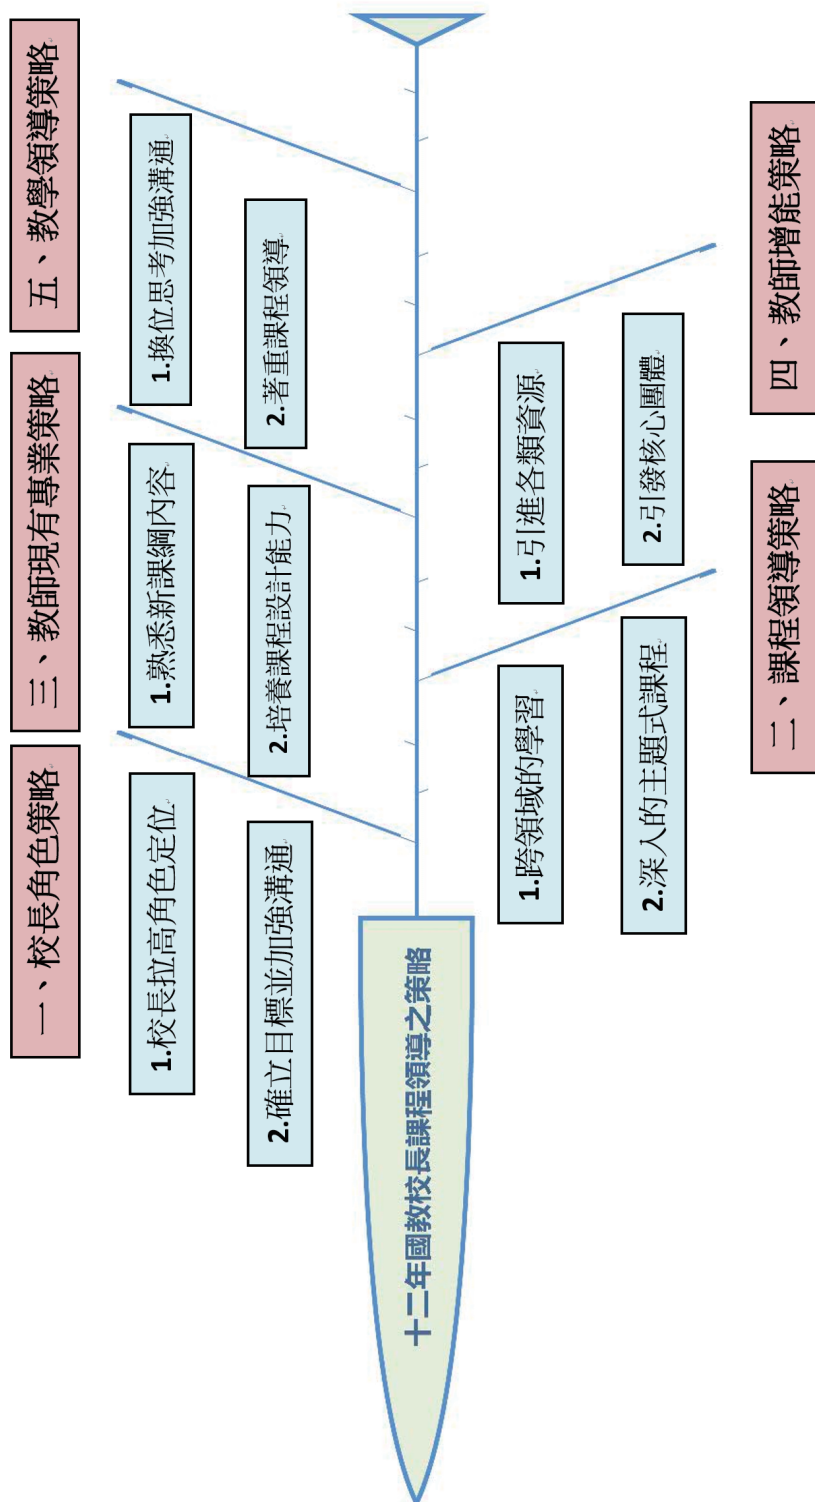 十二年國教校長課程領導之策略
一、校長角色策略
1.校長拉高角色定位
2.確立目標並加強溝通
二、課程領導策略
1.跨領域的學習
2.深入的主題式課程
三、教師現有專業策略
1.熟悉新課綱內容
2.培養課程設計能力
四、教師增能策略
1.引進各類資源
2.引發核心團體
五、教學領導策略
1.換位思考加強溝通
2.著重課程領導